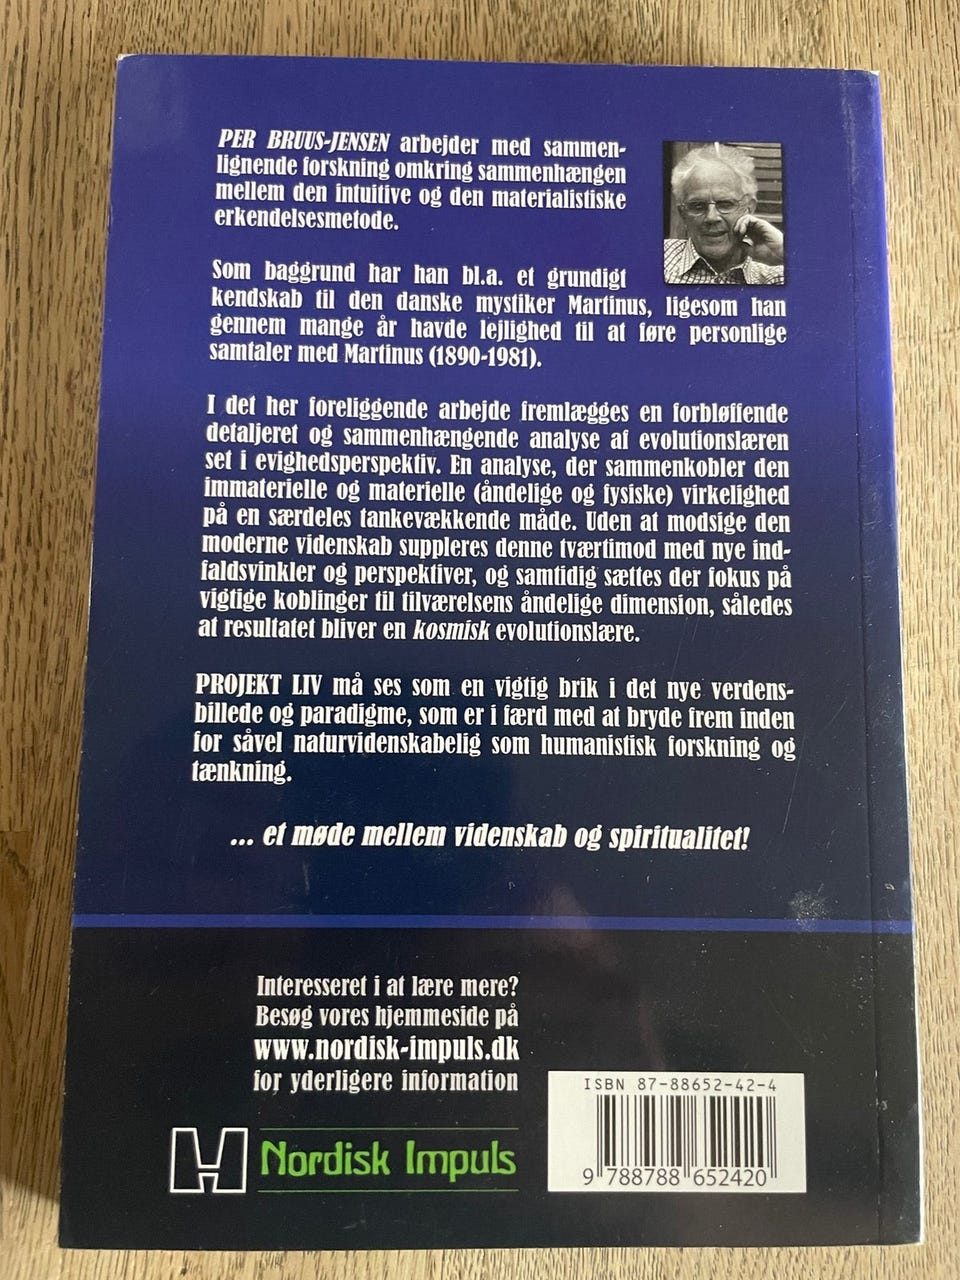 PER BRUUS-JENSEN arbejder med sammen-
lignende forskning omkring sammenhængen
mellem den intuitive og den materialistiske
erkendelsesmetode.
Som baggrund har han bl.a. et grundigt
kendskab til den danske mystiker Martinus, ligesom han
gennem mange år havde lejlighed til at føre personlige
samtaler med Martinus (1890-1981).
I det her foreliggende arbejde fremlægges en forbløffende
detaljeret og sammenhængende analyse af evolutionslæren
set i evighedsperspektiv. En analyse, der sammenkobler den
immaterielle og materielle (åndelige og fysiske) virkelighed
på en særdeles tankevækkende måde. Uden at modsige den
moderne videnskab suppleres denne tværtimod med nye ind-
faldsvinkler og perspektiver, og samtidig sættes der fokus på
vigtige koblinger til tilværelsens åndelige dimension, således
at resultatet bliver en kosmisk evolutionslære.
PROJEKT LIV må ses som en vigtig brik i det nye verdens-
billede og paradigme, som er i færd med at bryde frem inden
for såvel naturvidenskabelig som humanistisk forskning og
tænkning.
... et møde mellem videnskab og spiritualitet!
Interesseret i at lære mere?
Besøg vores hjemmeside på
www.nordisk-impuls.dk
for yderligere information
Nordisk Impuls
ISBN 87-88652-42-4
9 788788 652420